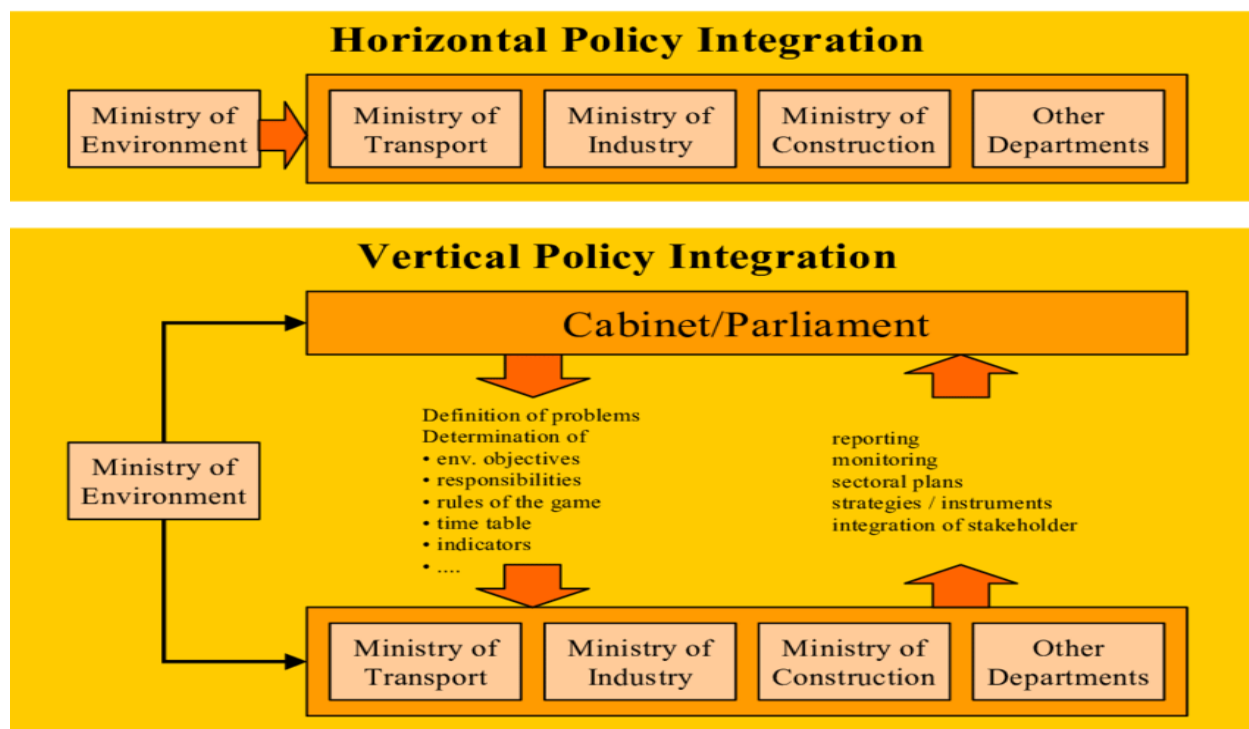 Horizontal Policy Integration
Ministry of
Environment
Ministry of
Transport
Ministry of
Industry
Ministry of
Construction
Other
Departments
Vertical Policy Integration
Cabinet/Parliament
Ministry of
Environment
Definition of problems
Determination of
• env. objectives
• responsibilities
• rules of the game
• time table
• indicators
• ....
reporting
monitoring
sectoral plans
strategies / instruments
integration of stakeholder
Ministry of
Transport
Ministry of
Industry
Ministry of
Construction
Other
Departments